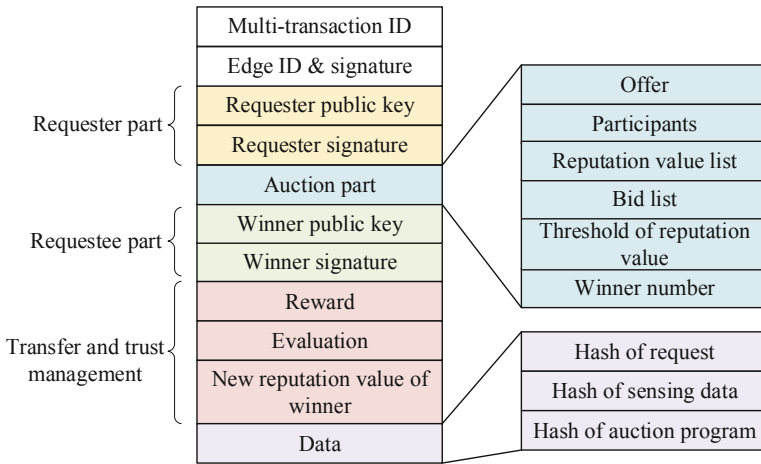 Multi-transaction ID
Edge ID & signature
Requester part
Requester public key
Requester signature
Auction part
Requestee part
Winner public key
Winner signature
Transfer and trust
management
Reward
Evaluation
New reputation value of
winner
Data
Offer
Participants
Reputation value list
Bid list
Threshold of reputation
value
Winner number
Hash of request
Hash of sensing data
Hash of auction program